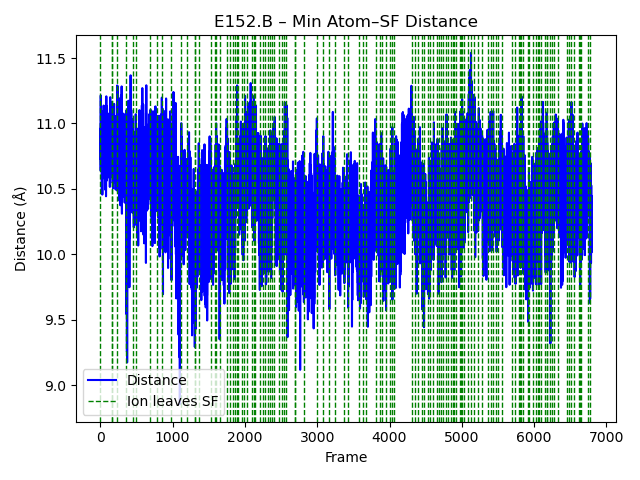 E152.B – Min Atom–SF Distance
Distance (Å)
11.5
11.0
10.5
10.0
9.5
9.0
Distance
Ion leaves SF
0 1000 2000 3000 4000 5000 6000 7000
Frame